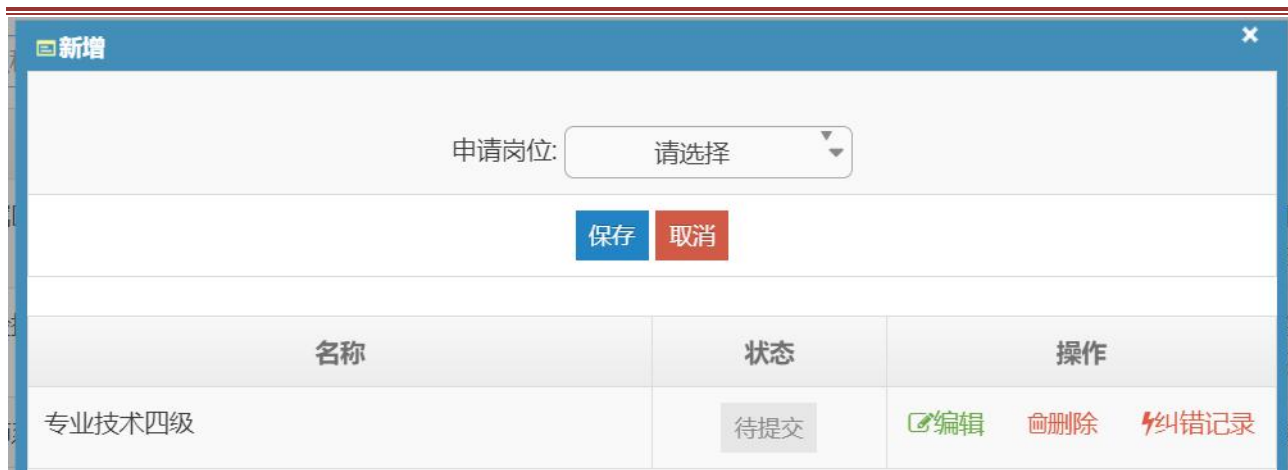 新增
申请岗位: 请选择
保存 取消
名称 状态 操作
专业技术四级 待提交 编辑 删除 纠错记录